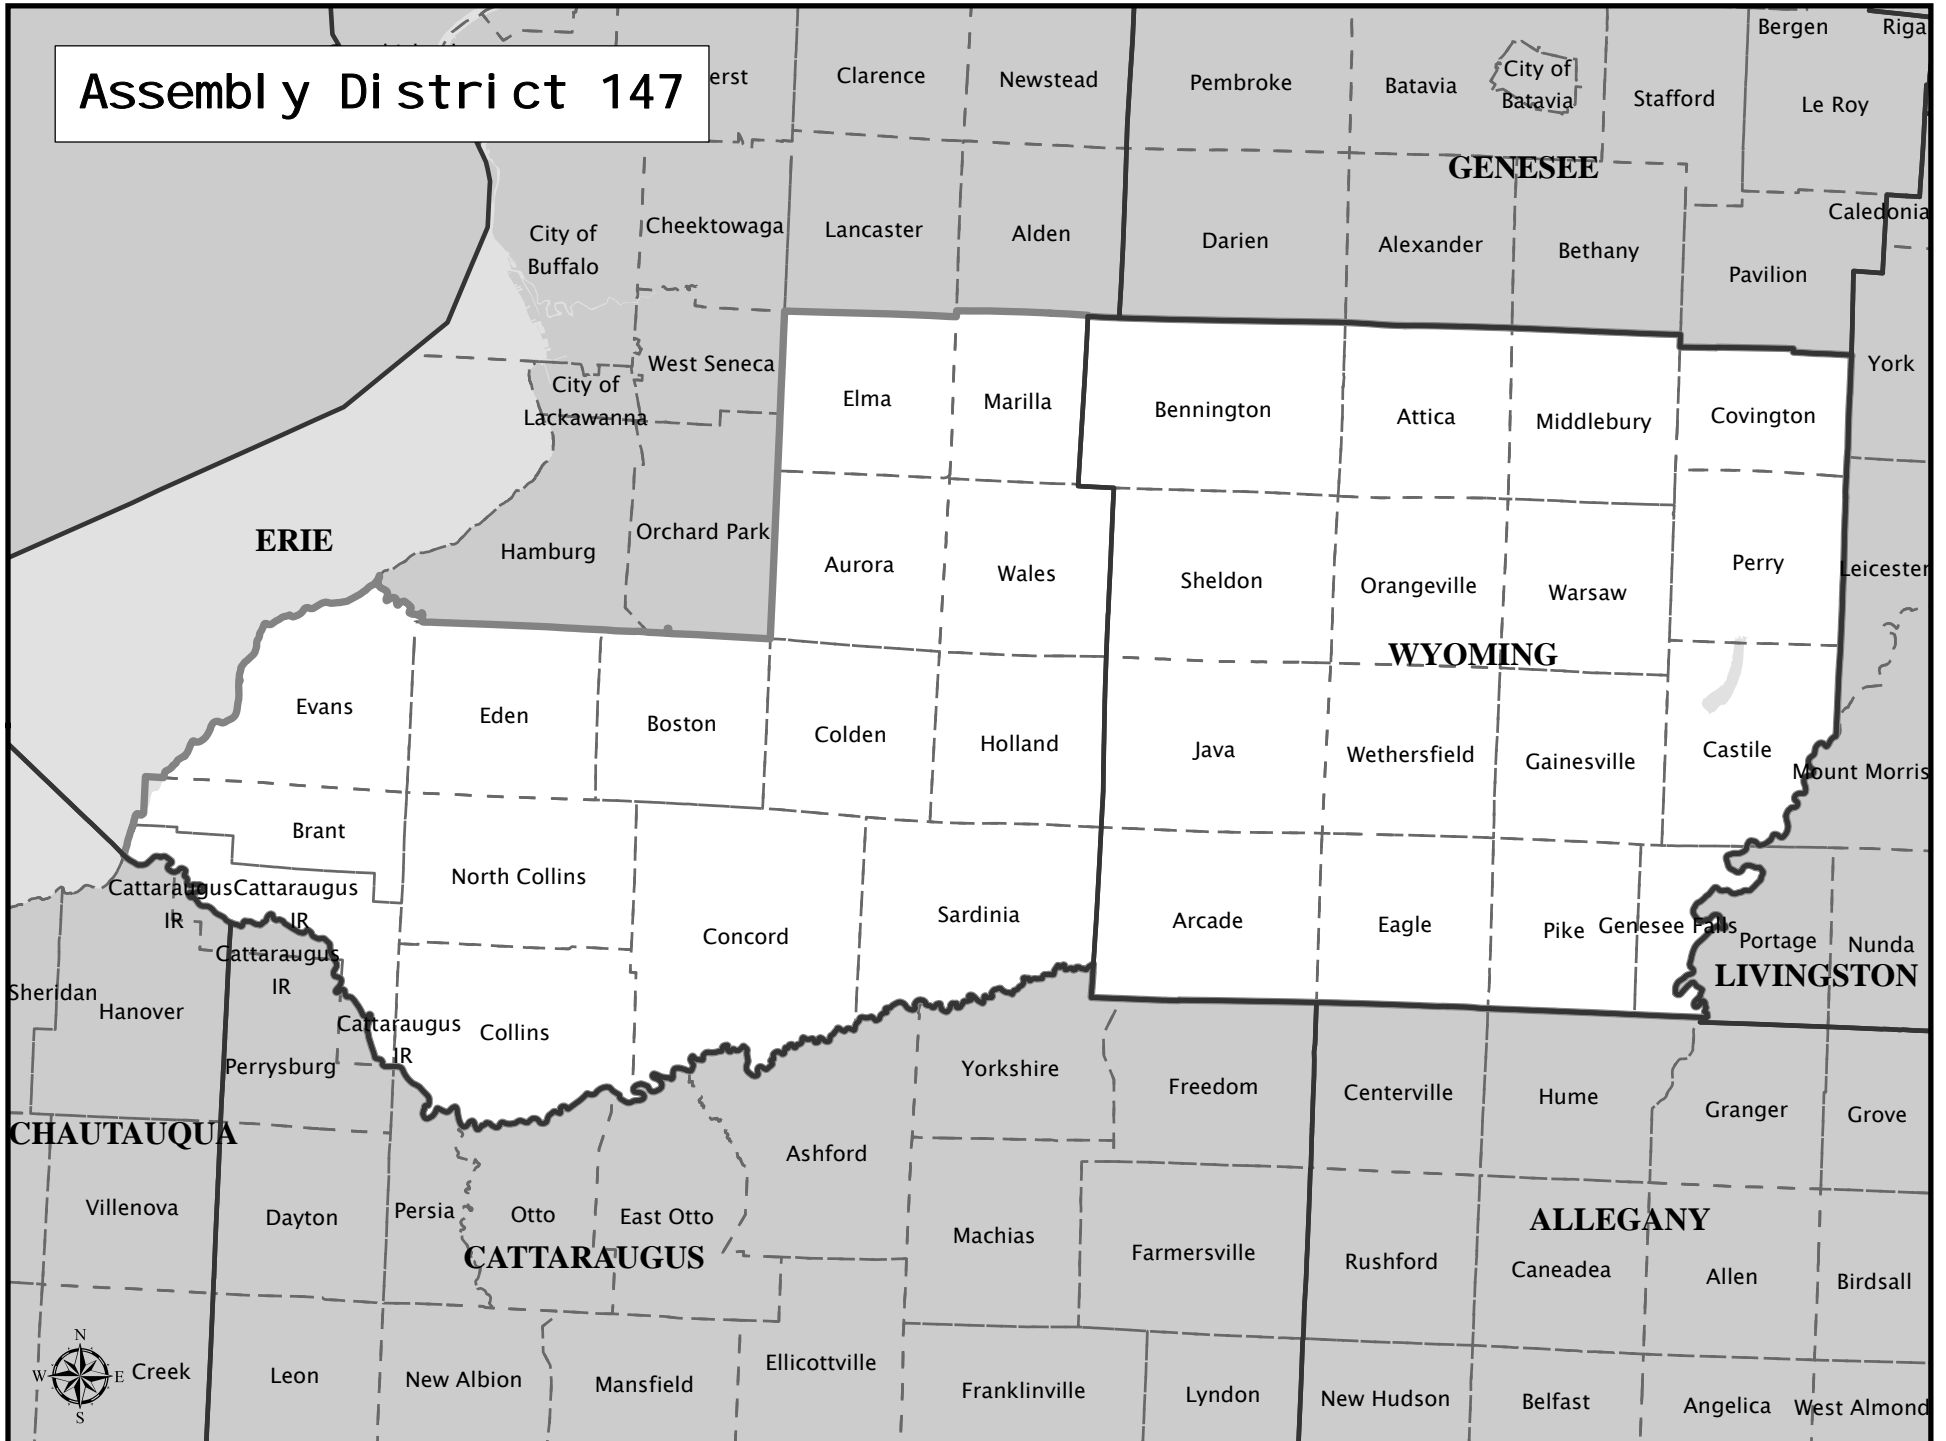 Assembly District 147
erst
Clarence
Newstead
Pembroke
Batavia
City of
Batavia
Stafford
Bergen
Riga
Le Roy
GENESEE
City of
Buffalo
Cheektowaga
Lancaster
Alden
Darien
Alexander
Bethany
Pavilion
Caledonia
York
West Seneca
City of
Lackawanna
Elma
Marilla
Bennington
Attica
Middlebury
Covington
ERIE
Hamburg
Orchard Park
Aurora
Wales
Sheldon
Orangeville
Warsaw
Perry
Leicester
WYOMING
Evans
Eden
Boston
Colden
Holland
Java
Wethersfield
Gainesville
Castile
Mount Morris
Brant
Cattaraugus
IR
Cattaraugus
IR
North Collins
Concord
Sardinia
Arcade
Eagle
Pike
Genesee Falls
Portage
Nunda
LIVINGSTON
Cattaraugus
IR
Sheridan
Hanover
Cattaraugus
IR
Collins
Perrysburg
Yorkshire
Freedom
Centerville
Hume
Granger
Grove
CHAUTAUQUA
Ashford
Villenova
Dayton
Persia
Otto
East Otto
CATTARAUGUS
Machias
Farmersville
Rushford
ALLEGANY
Caneadea
Allen
Birdsall
N
W
E
S
Creek
Leon
New Albion
Mansfield
Ellicottville
Franklinville
Lyndon
New Hudson
Belfast
Angelica
West Almond